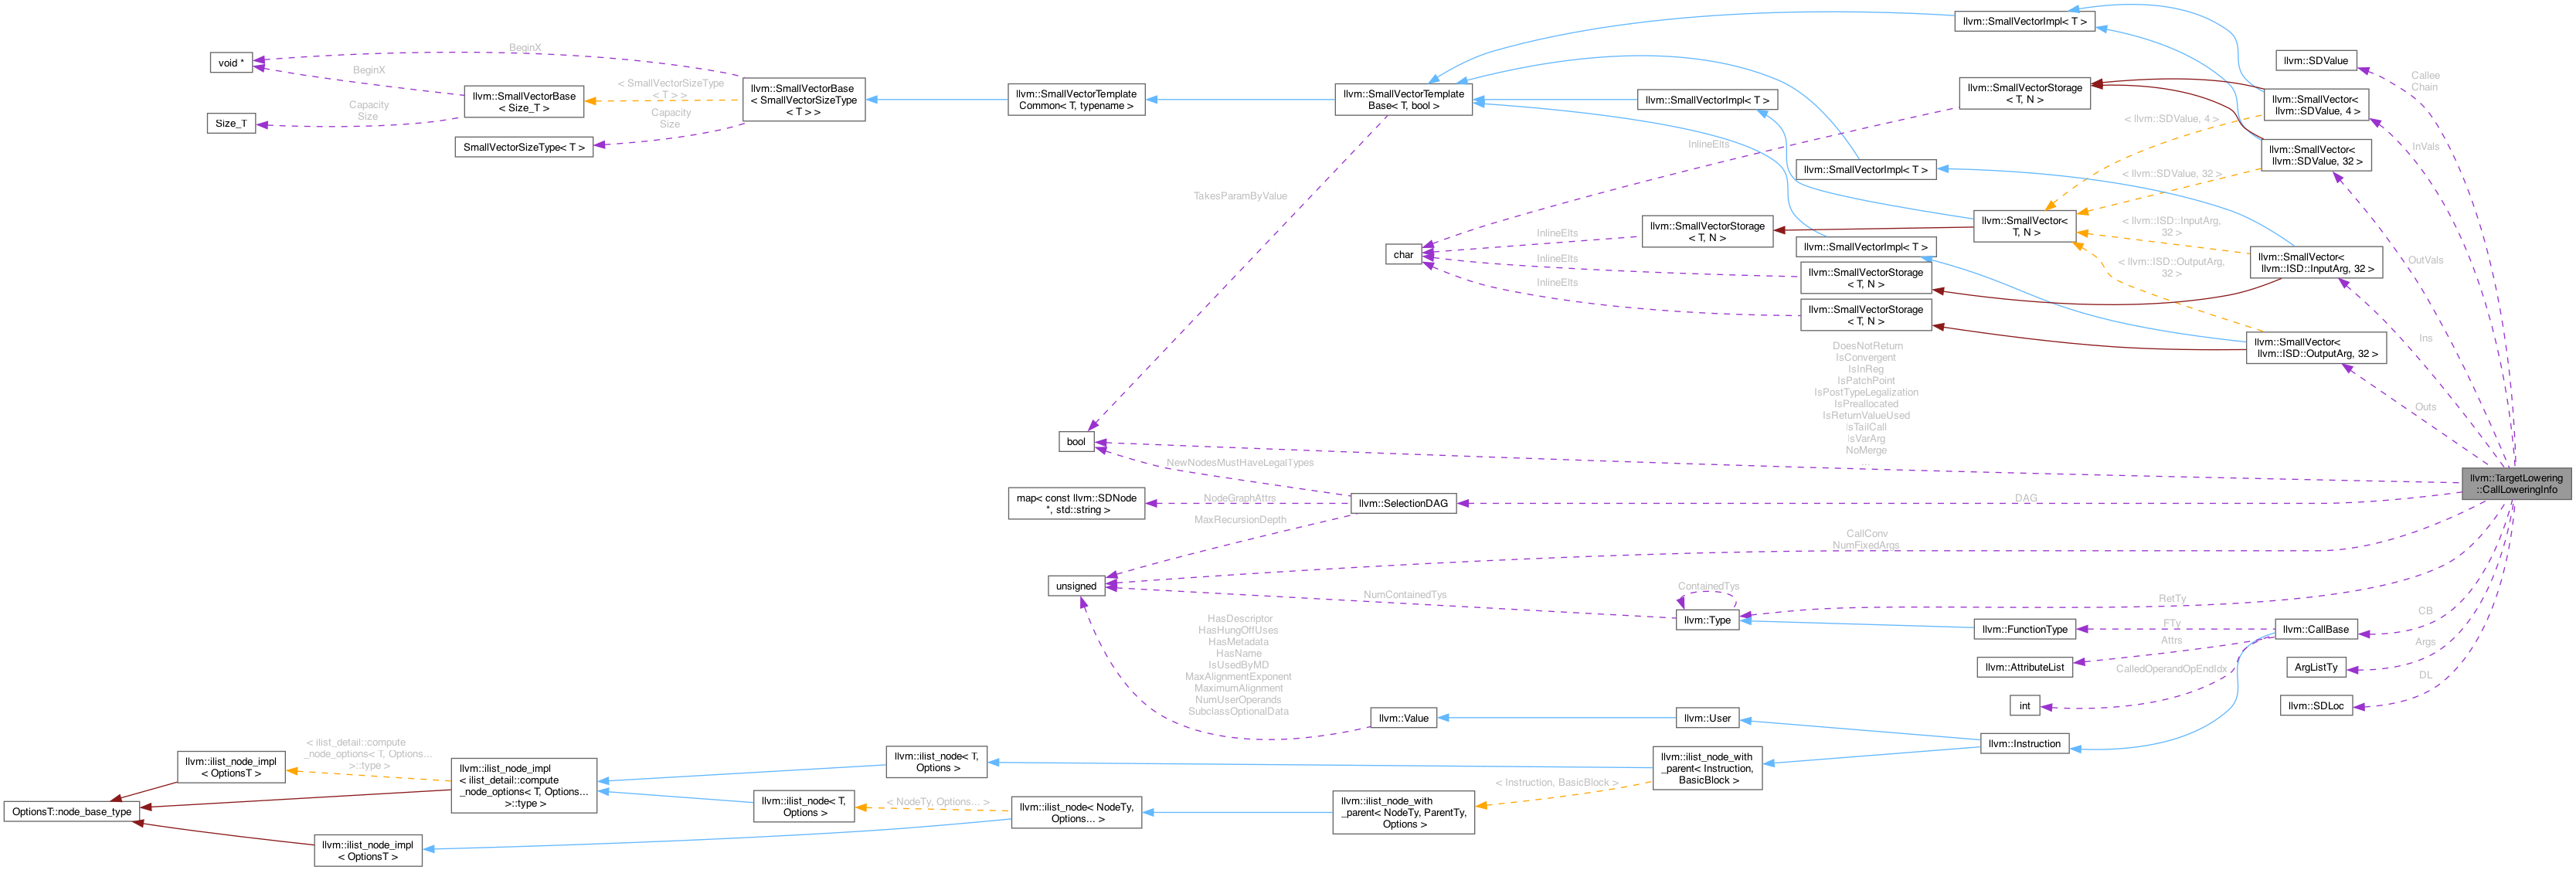 void *
Size_T
BeginX
BeginX
Capacity
Size
llvm::SmallVectorBase
< Size_T >
< SmallVectorSizeType
< T > >
Capacity
Size
SmallVectorSizeType< T >
llvm::SmallVectorBase
< SmallVectorSizeType
< T > >
llvm::SmallVectorTemplate
Common< T, typename >
llvm::SmallVectorTemplate
Base< T, bool >
TakesParamByValue
llvm::SmallVectorImpl< T >
llvm::SmallVectorImpl< T >
llvm::SmallVectorImpl< T >
llvm::SmallVectorImpl< T >
llvm::SmallVectorStorage
< T, N >
InlineElts
char
InlineElts
InlineElts
InlineElts
llvm::SmallVectorStorage
< T, N >
llvm::SmallVectorStorage
< T, N >
llvm::SmallVectorStorage
< T, N >
llvm::SmallVector<
T, N >
< llvm::SDValue, 4 >
< llvm::SDValue, 32 >
< llvm::ISD::InputArg,
32 >
< llvm::ISD::OutputArg,
32 >
llvm::SDValue
llvm::SmallVector<
llvm::SDValue, 4 >
llvm::SmallVector<
llvm::SDValue, 32 >
llvm::SmallVector<
llvm::ISD::InputArg, 32 >
llvm::SmallVector<
llvm::ISD::OutputArg, 32 >
Callee
Chain
InVals
OutVals
Ins
Outs
llvm::TargetLowering
::CallLoweringInfo
DoesNotReturn
IsConvergent
IsInReg
IsPatchPoint
IsPostTypeLegalization
IsPreallocated
IsReturnValueUsed
IsTailCall
IsVarArg
NoMerge
...
bool
NewNodesMustHaveLegalTypes
map< const llvm::SDNode
*, std::string >
NodeGraphAttrs
llvm::SelectionDAG
DAG
MaxRecursionDepth
CallConv
NumFixedArgs
unsigned
NumContainedTys
ContainedTys
llvm::Type
RetTy
llvm::FunctionType
FTy
llvm::CallBase
CB
Attrs
llvm::AttributeList
CalledOperandOpEndIdx
int
ArgListTy
Args
llvm::SDLoc
DL
HasDescriptor
HasHungOffUses
HasMetadata
HasName
IsUsedByMD
MaxAlignmentExponent
MaximumAlignment
NumUserOperands
SubclassOptionalData
llvm::Value
llvm::User
llvm::Instruction
OptionsT::node_base_type
llvm::ilist_node_impl
< OptionsT >
< ilist_detail::compute
_node_options< T, Options...
>::type >
llvm::ilist_node_impl
< ilist_detail::compute
_node_options< T, Options...
>::type >
llvm::ilist_node< T,
Options >
llvm::ilist_node< T,
Options >
< NodeTy, Options... >
llvm::ilist_node< NodeTy,
Options... >
llvm::ilist_node_with
_parent< NodeTy, ParentTy,
Options >
< Instruction, BasicBlock >
llvm::ilist_node_with
_parent< Instruction,
BasicBlock >
llvm::ilist_node_impl
< OptionsT >